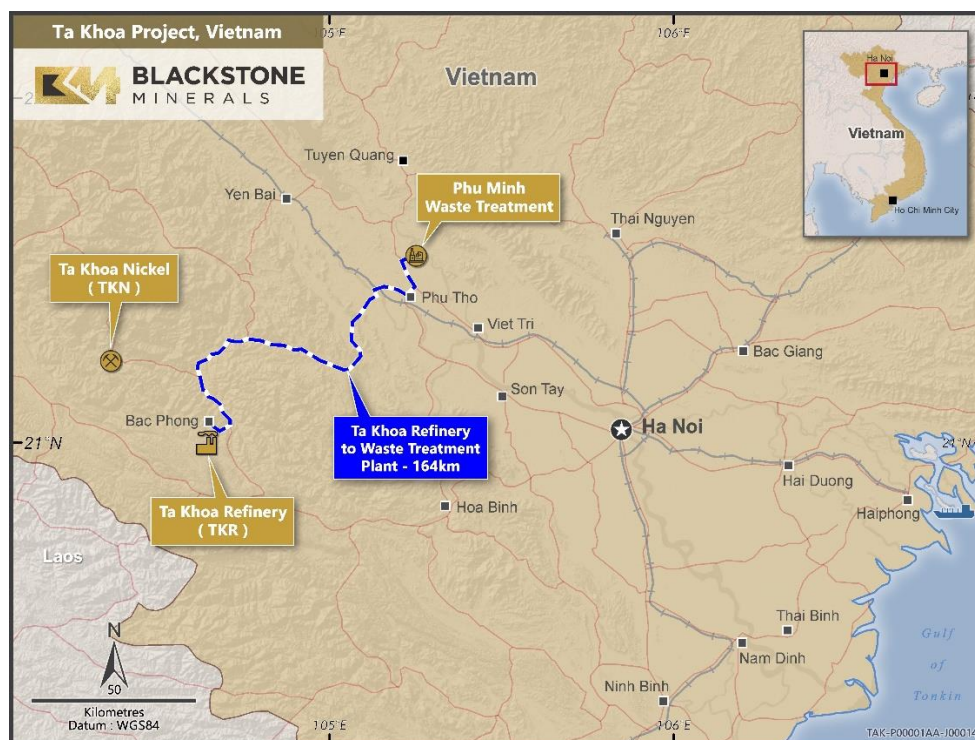 Ta Khoa Project, Vietnam
BLACKSTONE
MINERALS
105°E
106°E
Vietnam
Ha Noi
Vietnam
Ho Chi Minh City
Tuyen Quang
Yen Bai
Phu Minh
Waste Treatment
Thai Nguyen
Ta Khoa Nickel
( TKN )
Phu Tho
Viet Tri
Bac Giang
Son Tay
Bac Phong
Ta Khoa Refinery
to Waste Treatment
Plant - 164km
Ha Noi
21°N
21°N
Hai Duong
Ta Khoa Refinery
( TKR )
Hoa Binh
Haiphong
Laos
Thai Binh
Gulf
of
Tonkin
Nam Dinh
Ninh Binh
N
50
Kilometres
Datum : WGS84
105°E
106°E